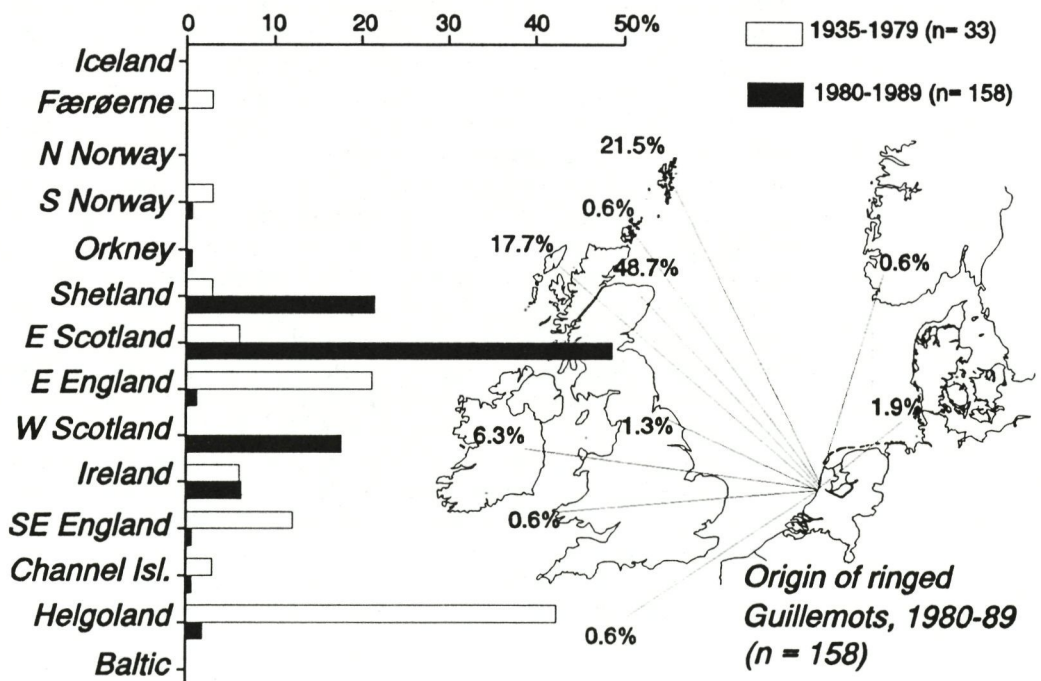 0 10 20 30 40 50%
1935-1979 (n= 33)
1980-1989 (n= 158)
Iceland
Færøerne
N Norway
S Norway
Orkney
Shetland
E Scotland
E England
W Scotland
Ireland
SE England
Channel Isl.
Helgoland
Baltic
21.5%
0.6%
17.7%
48.7%
0.6%
1.9%
6.3%
1.3%
0.6%
0.6%
Origin of ringed
Guillemots, 1980-89
(n = 158)